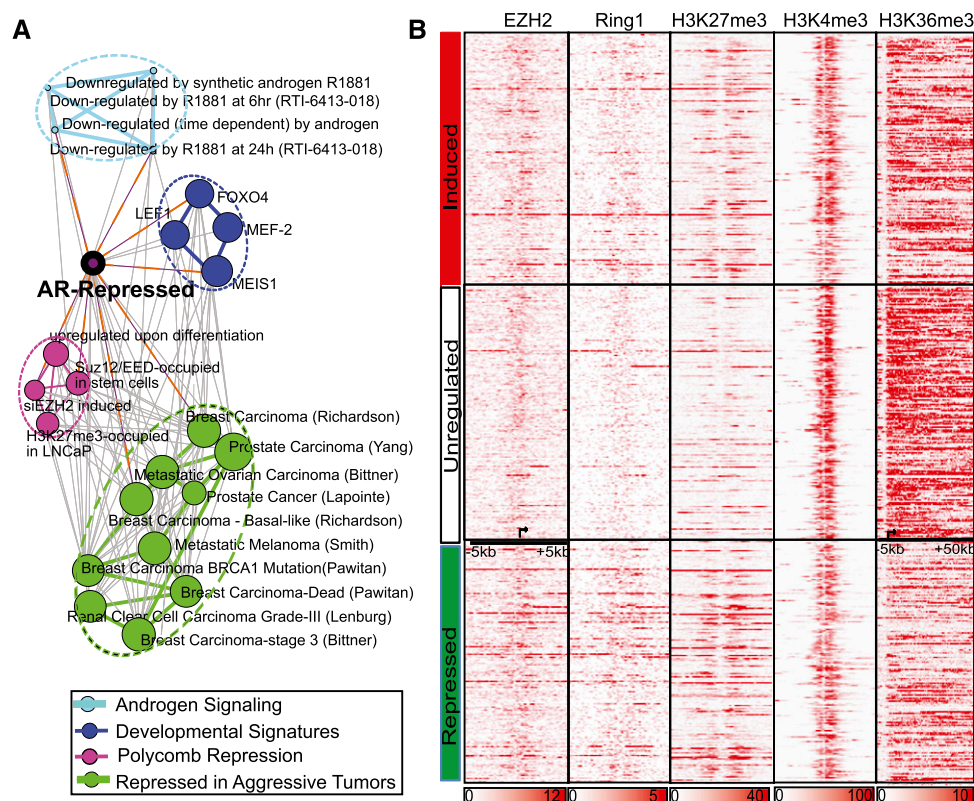 A
Downregulated by synthetic androgen R1881
Down-regulated by R1881 at 6hr (RTI-6413-018)
Down-regulated (time dependent) by androgen
Down-regulated by R1881 at 24h (RTI-6413-018)
FOXO4
LEF1
MEF-2
MEIS1
AR-Repressed
upregulated upon differentiation
Suz12/EED-occupied
in stem cells
siEZH2 induced
H3K27me3-occupied
in LNCaP
Breast Carcinoma (Richardson)
Prostate Carcinoma (Yang)
Metastatic Ovarian Carcinoma (Bittner)
Prostate Cancer (Lapointe)
Breast Carcinoma - Basal-like (Richardson)
Metastatic Melanoma (Smith)
Breast Carcinoma BRCA1 Mutation(Pawitan)
Breast Carcinoma-Dead (Pawitan)
Renal Clear Cell Carcinoma Grade-III (Lenburg)
Breast Carcinoma-stage 3 (Bittner)
Androgen Signaling
Developmental Signatures
Polycomb Repression
Repressed in Aggressive Tumors
B
EZH2 Ring1 H3K27me3 H3K4me3 H3K36me3
Induced
Unregulated
-5kb +5kb -5kb +50kb
Repressed
0 12 0 5 0 40 0 100 0 10